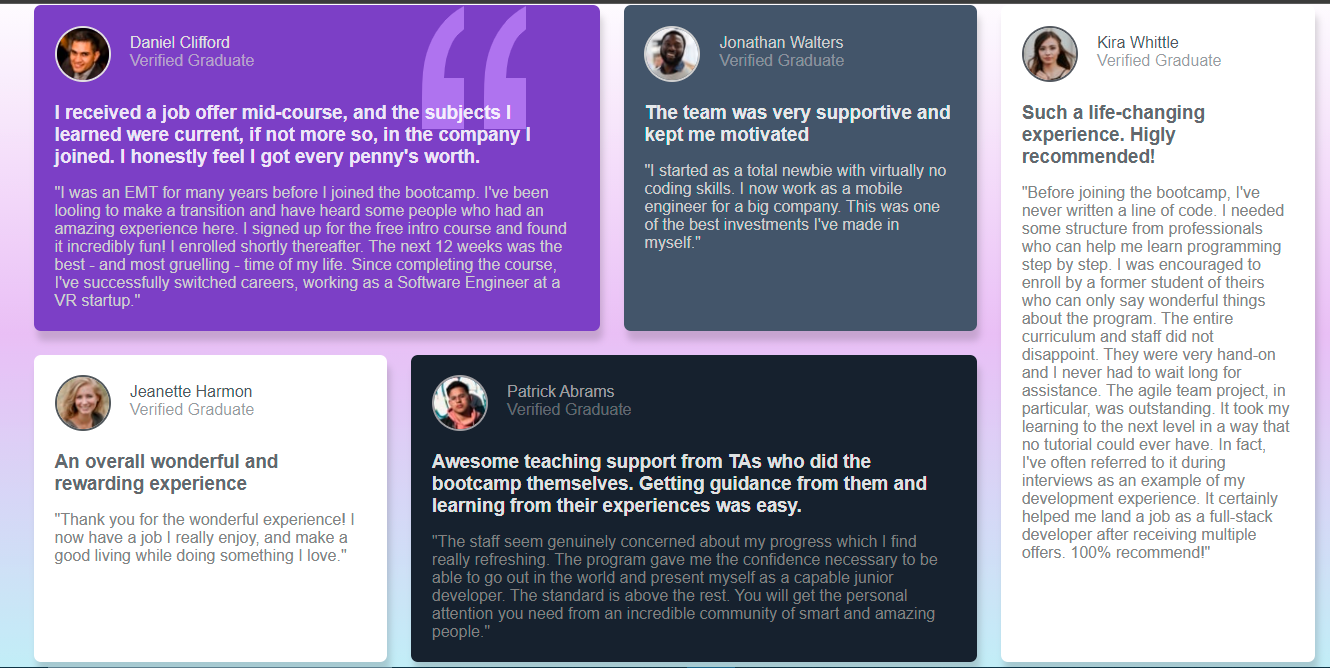 Daniel Clifford
Verified Graduate
I received a job offer mid-course, and the subjects I
learned were current, if not more so, in the company I
joined. I honestly feel I got every penny's worth.
"I was an EMT for many years before I joined the bootcamp. I've been
looling to make a transition and have heard some people who had an
amazing experience here. I signed up for the free intro course and found
it incredibly fun! I enrolled shortly thereafter. The next 12 weeks was the
best - and most gruelling - time of my life. Since completing the course,
I've successfully switched careers, working as a Software Engineer at a
VR startup."
Jonathan Walters
Verified Graduate
The team was very supportive and
kept me motivated
"I started as a total newbie with virtually no
coding skills. I now work as a mobile
engineer for a big company. This was one
of the best investments I've made in
myself."
Kira Whittle
Verified Graduate
Such a life-changing
experience. Higly
recommended!
"Before joining the bootcamp, I've
never written a line of code. I needed
some structure from professionals
who can help me learn programming
step by step. I was encouraged to
enroll by a former student of theirs
who can only say wonderful things
about the program. The entire
curriculum and staff did not
disappoint. They were very hand-on
and I never had to wait long for
assistance. The agile team project, in
particular, was outstanding. It took my
learning to the next level in a way that
no tutorial could ever have. In fact,
I've often referred to it during
interviews as an example of my
development experience. It certainly
helped me land a job as a full-stack
developer after receiving multiple
offers. 100% recommend!"
Jeanette Harmon
Verified Graduate
An overall wonderful and
rewarding experience
"Thank you for the wonderful experience! I
now have a job I really enjoy, and make a
good living while doing something I love."
Patrick Abrams
Verified Graduate
Awesome teaching support from TAs who did the
bootcamp themselves. Getting guidance from them and
learning from their experiences was easy.
"The staff seem genuinely concerned about my progress which I find
really refreshing. The program gave me the confidence necessary to be
able to go out in the world and present myself as a capable junior
developer. The standard is above the rest. You will get the personal
attention you need from an incredible community of smart and amazing
people."